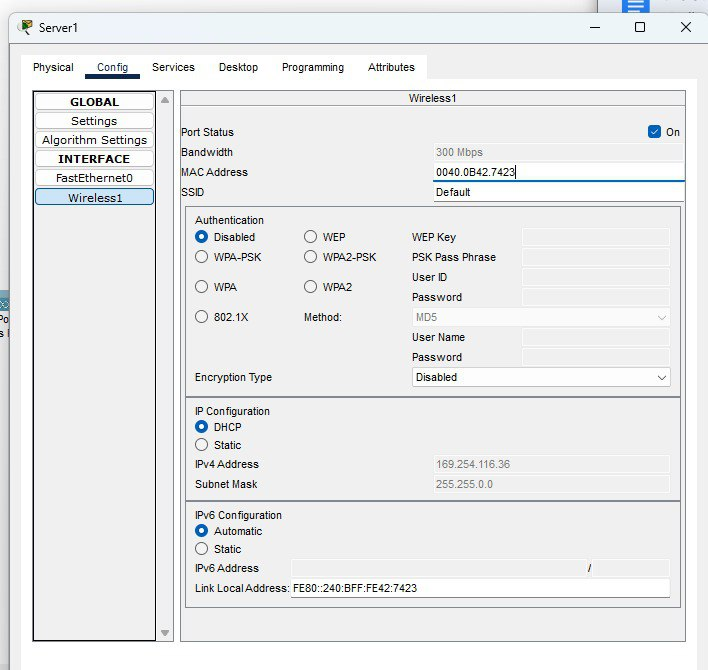 Server1
Physical Config Services Desktop Programming Attributes
GLOBAL
Settings
Algorithm Settings
INTERFACE
FastEthernet0
Wireless1
Wireless1
Port Status On
Bandwidth 300 Mbps
MAC Address 0040.0B42.7423
SSID Default
Authentication
Disabled WEP WEP Key
WPA-PSK WPA2-PSK PSK Pass Phrase
User ID
WPA WPA2
Password
802.1X Method: MD5
User Name
Password
Encryption Type Disabled
IP Configuration
DHCP
Static
IPv4 Address 169.254.116.36
Subnet Mask 255.255.0.0
IPv6 Configuration
Automatic
Static
IPv6 Address /
Link Local Address: FE80::240:BFF:FE42:7423